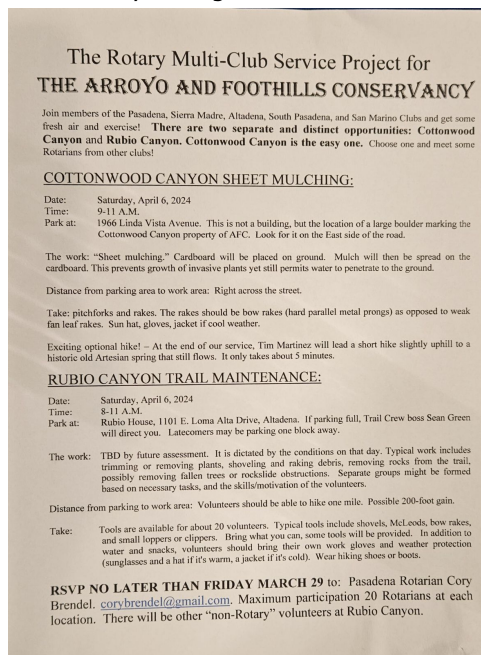 The Rotary Multi-Club Service Project for
THE ARROYO AND FOOTHILLS CONSERVANCY
Join members of the Pasadena, Sierra Madre, Altadena, South Pasadena, and San Marino Clubs and get some
fresh air and exercise! There are two separate and distinct opportunities: Cottonwood
Canyon and Rubio Canyon. Cottonwood Canyon is the easy one. Choose one and meet some
Rotarians from other clubs!
COTTONWOOD CANYON SHEET MULCHING:
Date: Saturday, April 6, 2024
Time: 9-11 A.M.
Park at: 1966 Linda Vista Avenue. This is not a building, but the location of a large boulder marking the
Cottonwood Canyon property of AFC. Look for it on the East side of the road.
The work: “Sheet mulching.” Cardboard will be placed on ground. Mulch will then be spread on the
cardboard. This prevents growth of invasive plants yet still permits water to penetrate to the ground.
Distance from parking area to work area: Right across the street.
Take: pitchforks and rakes. The rakes should be bow rakes (hard parallel metal prongs) as opposed to weak
fan leaf rakes. Sun hat, gloves, jacket if cool weather.
Exciting optional hike! – At the end of our service, Tim Martinez will lead a short hike slightly uphill to a
historic old Artesian spring that still flows. It only takes about 5 minutes.
RUBIO CANYON TRAIL MAINTENANCE:
Date: Saturday, April 6, 2024
Time: 8-11 A.M.
Park at: Rubio House, 1101 E. Loma Alta Drive, Altadena. If parking full, Trail Crew boss Sean Green
will direct you. Latecomers may be parking one block away.
The work: TBD by future assessment. It is dictated by the conditions on that day. Typical work includes
trimming or removing plants, shoveling and raking debris, removing rocks from the trail,
possibly removing fallen trees or rockslide obstructions. Separate groups might be formed
based on necessary tasks, and the skills/motivation of the volunteers.
Distance from parking to work area: Volunteers should be able to hike one mile. Possible 200-foot gain.
Take: Tools are available for about 20 volunteers. Typical tools include shovels, McLeods, bow rakes,
and small loppers or clippers. Bring what you can, some tools will be provided. In addition to
water and snacks, volunteers should bring their own work gloves and weather protection
(sunglasses and a hat if it's warm, a jacket if it's cold). Wear hiking shoes or boots.
RSVP NO LATER THAN FRIDAY MARCH 29 to: Pasadena Rotarian Cory
Brendel. corybrendel@gmail.com. Maximum participation 20 Rotarians at each
location. There will be other “non-Rotary” volunteers at Rubio Canyon.